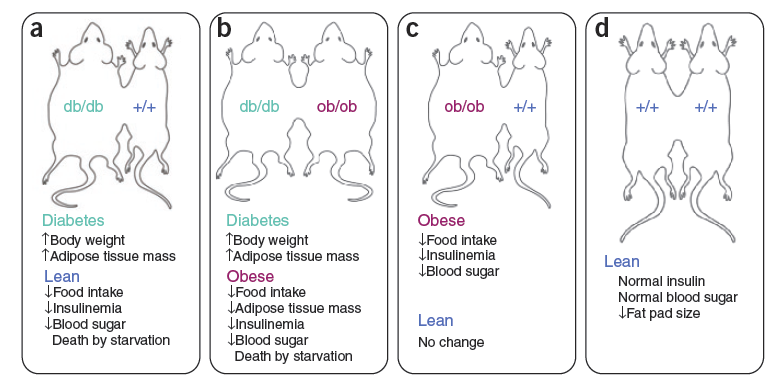 a
db/db +/+
Diabetes
↑Body weight
↑Adipose tissue mass
Lean
↓Food intake
↓Insulinemia
↓Blood sugar
Death by starvation
b
db/db ob/ob
Diabetes
↑Body weight
↑Adipose tissue mass
Obese
↓Food intake
↓Adipose tissue mass
↓Insulinemia
↓Blood sugar
Death by starvation
c
ob/ob +/+
Obese
↓Food intake
↓Insulinemia
↓Blood sugar
Lean
No change
d
+/+ +/+
Lean
Normal insulin
Normal blood sugar
↓Fat pad size